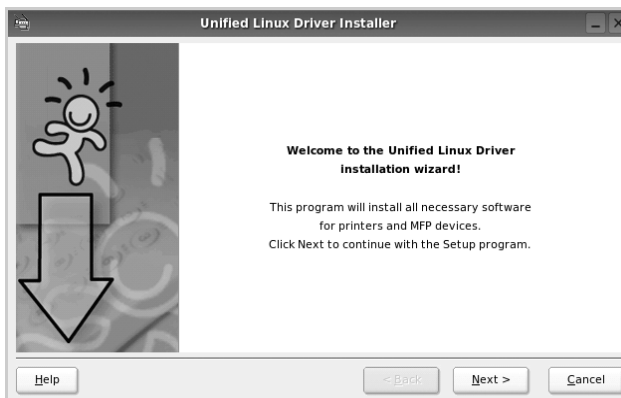 Unified Linux Driver Installer
Welcome to the Unified Linux Driver
installation wizard!
This program will install all necessary software
for printers and MFP devices.
Click Next to continue with the Setup program.
Help
< Back
Next >
Cancel